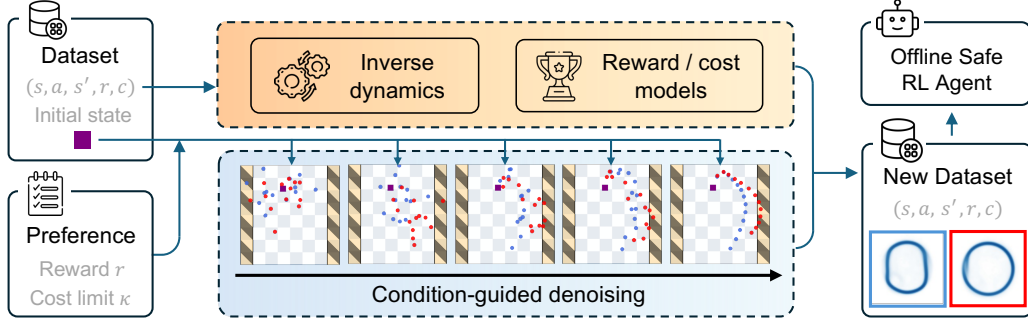 Dataset
(s, a, s′, r, c)
Initial state
Preference
Reward r
Cost limit κ
Inverse
dynamics
Reward / cost
models
Condition-guided denoising
Offline Safe
RL Agent
New Dataset
(s, a, s′, r, c)